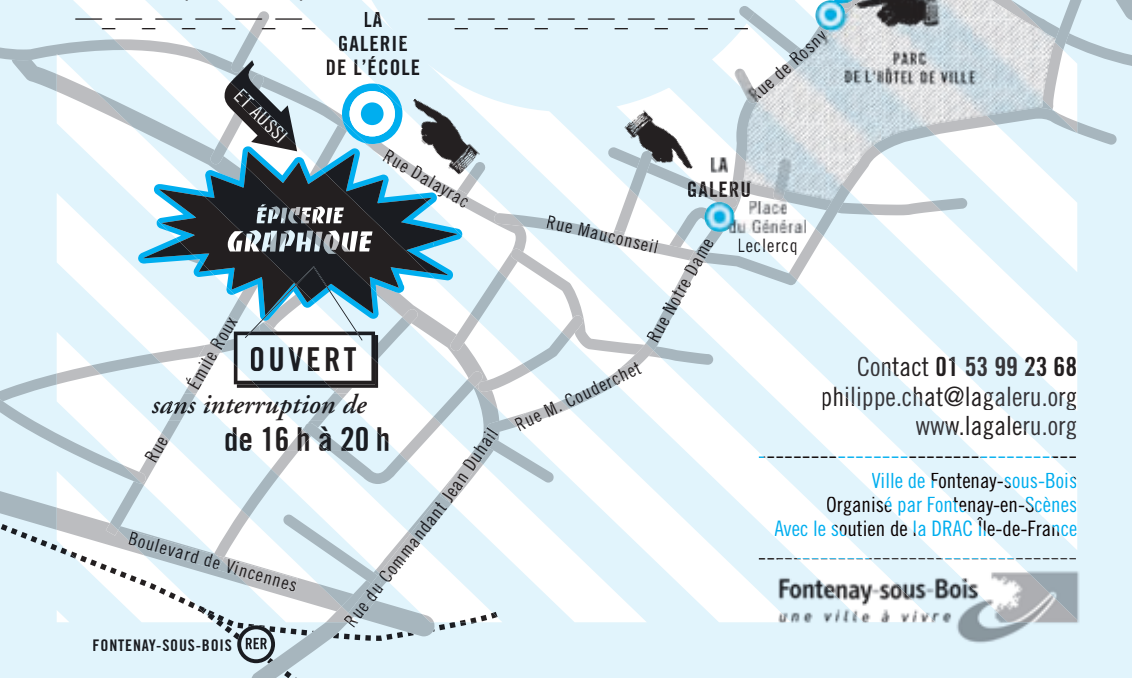 LA
GALERIE
DE L'ÉCOLE
ET AUSSI
ÉPICERIE
GRAPHIQUE
OUVERT
sans interruption de
de 16 h à 20 h
Rue Dalayrac
Rue Mauconseil
Rue de Rosny
PARC
DE L'HÔTEL DE VILLE
LA
GALERU
Place
du Général
Leclercq
Rue Notre Dame
Rue M. Couderchet
Rue Émile Roux
Rue du Commandant Jean Duhail
Boulevard de Vincennes
FONTENAY-SOUS-BOIS RER
Contact 01 53 99 23 68
philippe.chat@lagaleru.org
www.lagaleru.org
Ville de Fontenay-sous-Bois
Organisé par Fontenay-en-Scènes
Avec le soutien de la DRAC Île-de-France
Fontenay-sous-Bois
une ville à vivre